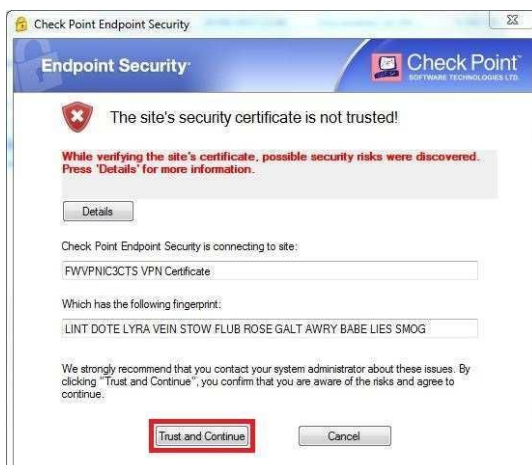 Check Point Endpoint Security
Endpoint Security
Check Point
SOFTWARE TECHNOLOGIES LTD.
The site's security certificate is not trusted!
While verifying the site's certificate, possible security risks were discovered.
Press 'Details' for more information.
Details
Check Point Endpoint Security is connecting to site:
FWVPNIC3CTS VPN Certificate
Which has the following fingerprint:
LINT DOTE LYRA VEIN STOW FLUB ROSE GALT AWRY BABE LIES SMOG
We strongly recommend that you contact your system administrator about these issues. By
clicking "Trust and Continue", you confirm that you are aware of the risks and agree to
continue.
Trust and Continue
Cancel